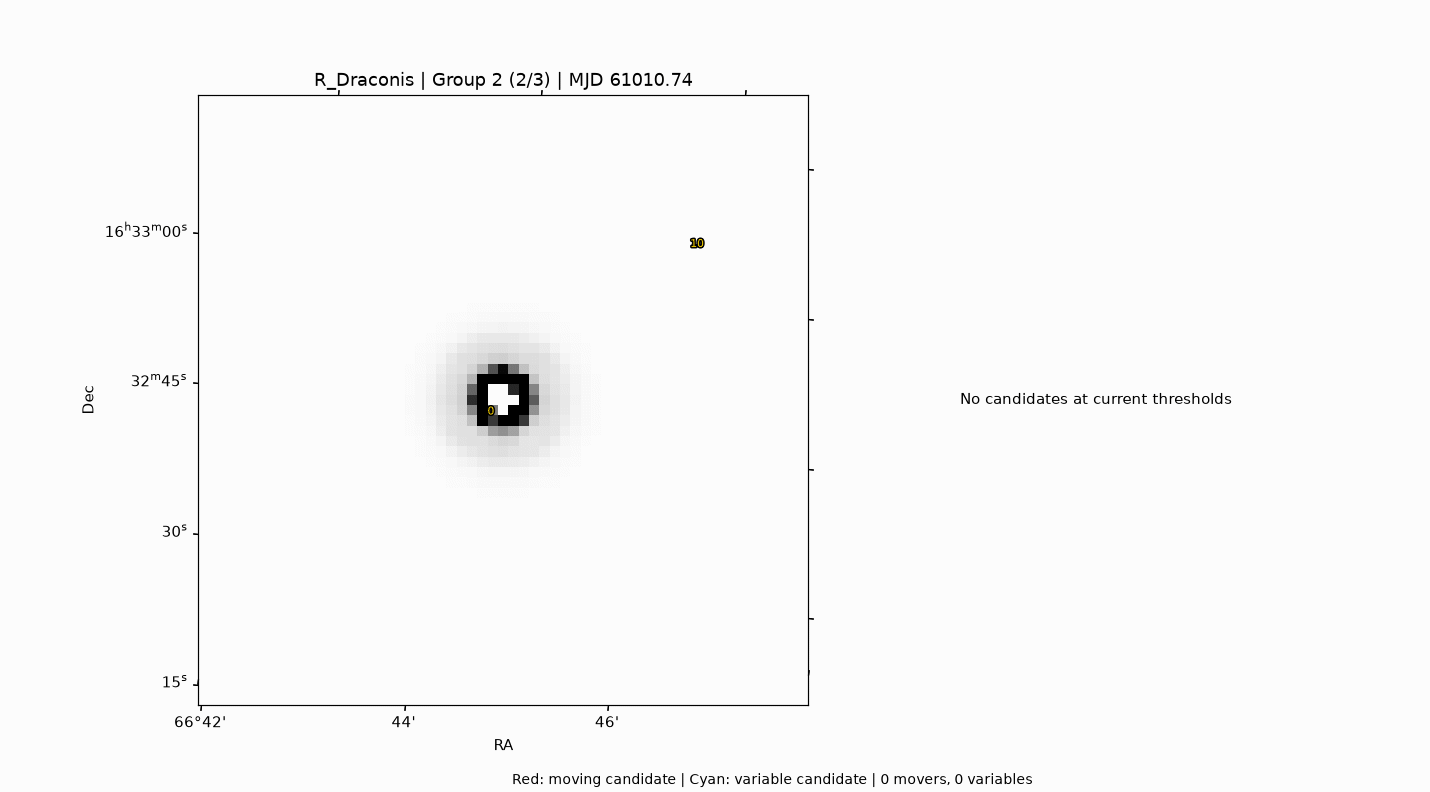 R_Draconis | Group 2 (2/3) | MJD 61010.74
16ʰ33ᵐ00ˢ
10
32ᵐ45ˢ
Dec
No candidates at current thresholds
0
30ˢ
15ˢ
66°42'
44'
46'
RA
Red: moving candidate | Cyan: variable candidate | 0 movers, 0 variables